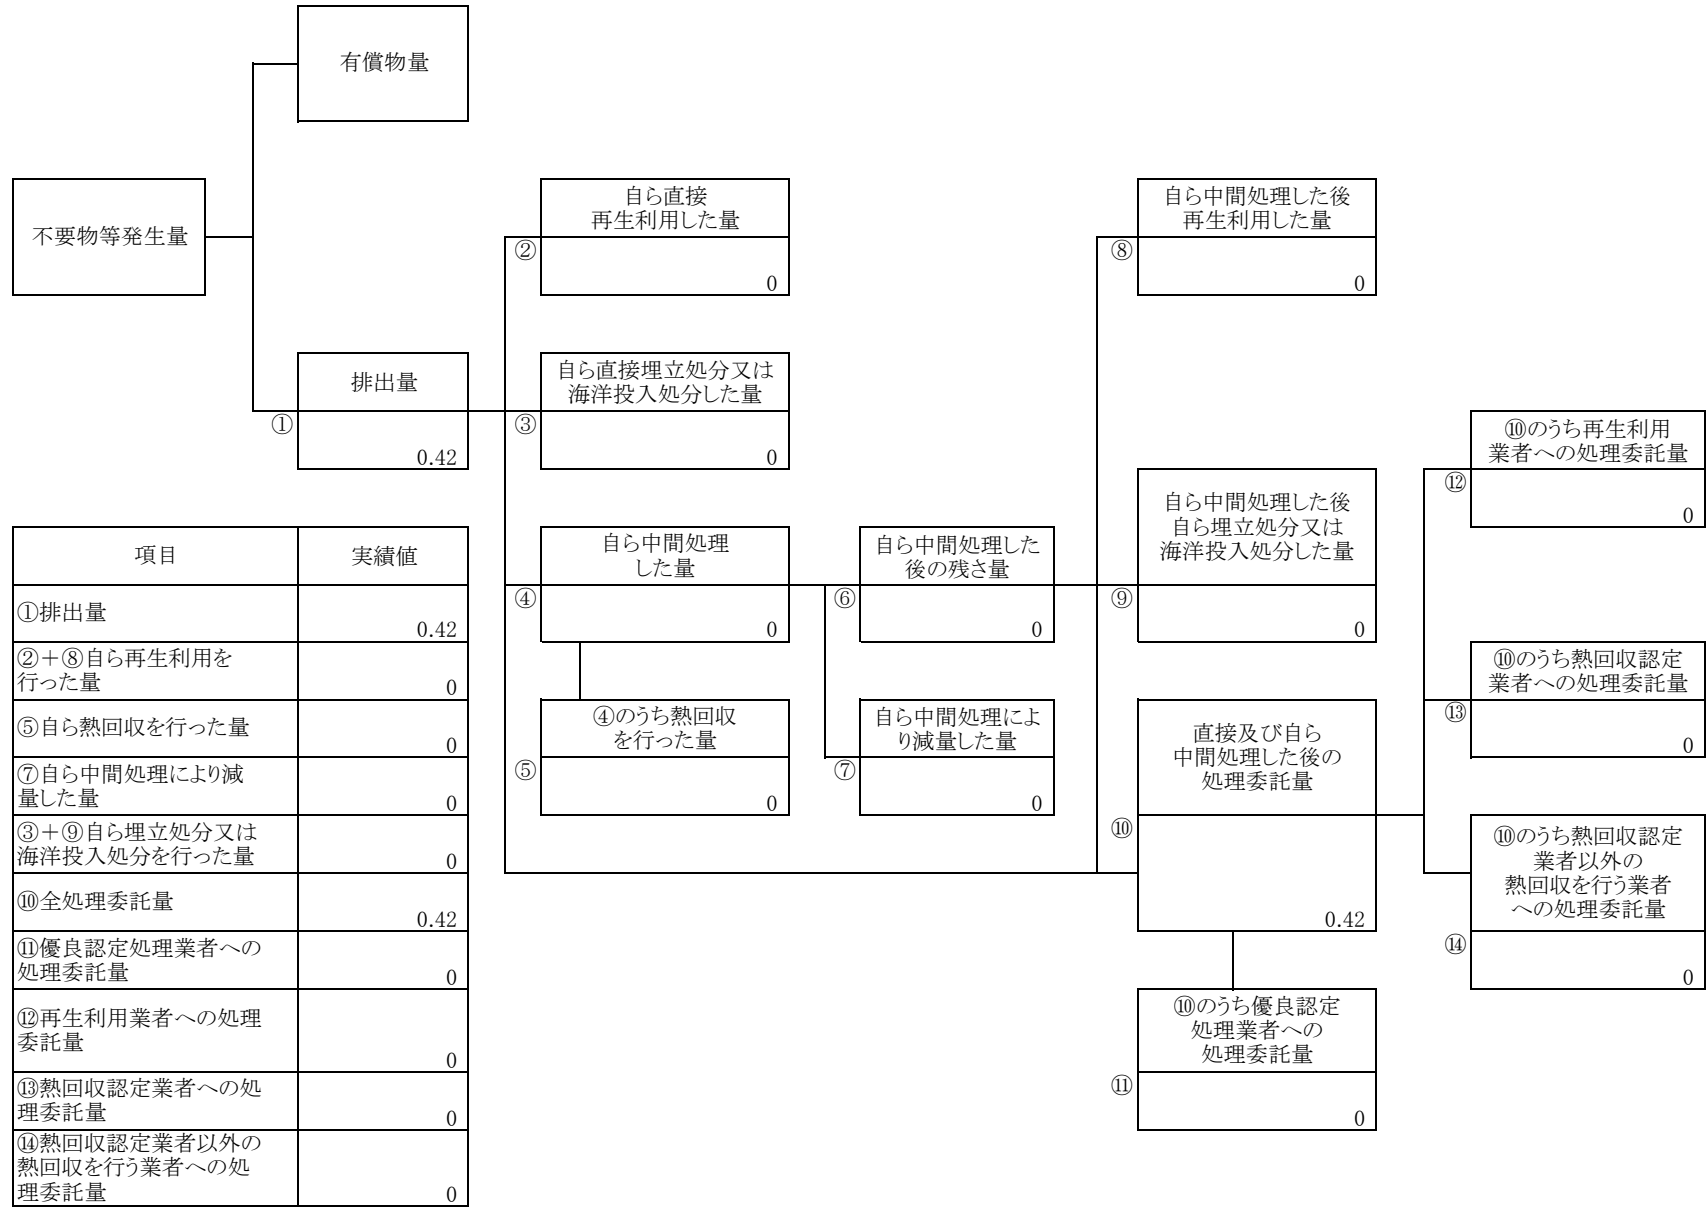 有償物量
不要物等発生量
排出量
①
0.42
自ら直接
再生利用した量
②
0
自ら直接埋立処分又は
海洋投入処分した量
③
0
自ら中間処理
した量
④
0
④のうち熱回収
を行った量
⑤
0
自ら中間処理した
後の残さ量
⑥
0
自ら中間処理によ
り減量した量
⑦
0
自ら中間処理した後
再生利用した量
⑧
0
自ら中間処理した後
自ら埋立処分又は
海洋投入処分した量
⑨
0
直接及び自ら
中間処理した後の
処理委託量
⑩
0.42
⑩のうち優良認定
処理業者への
処理委託量
⑪
0
⑩のうち再生利用
業者への処理委託量
⑫
0
⑩のうち熱回収認定
業者への処理委託量
⑬
0
⑩のうち熱回収認定
業者以外の
熱回収を行う業者
への処理委託量
⑭
0
項目 実績値
①排出量
0.42
②＋⑧自ら再生利用を
行った量
0
⑤自ら熱回収を行った量
0
⑦自ら中間処理により減
量した量
0
③＋⑨自ら埋立処分又は
海洋投入処分を行った量
0
⑩全処理委託量
0.42
⑪優良認定処理業者への
処理委託量
0
⑫再生利用業者への処理
委託量
0
⑬熱回収認定業者への処
理委託量
0
⑭熱回収認定業者以外の
熱回収を行う業者への処
理委託量
0